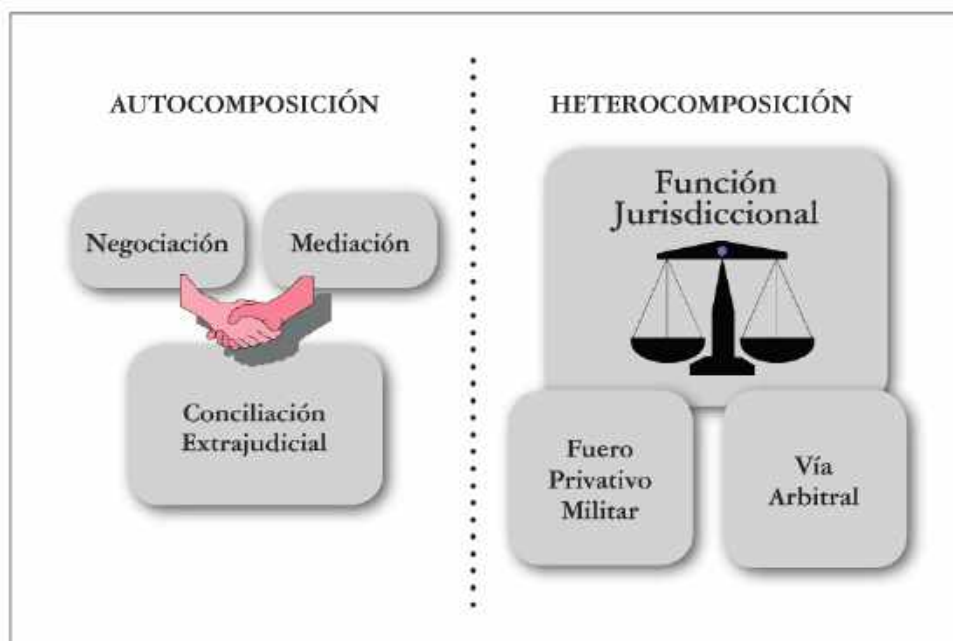 AUTOCOMPOSICIÓN
Negociación
Mediación
Conciliación
Extrajudicial
HETEROCOMPOSICIÓN
Función
Jurisdiccional
Fuero
Privativo
Militar
Vía
Arbitral